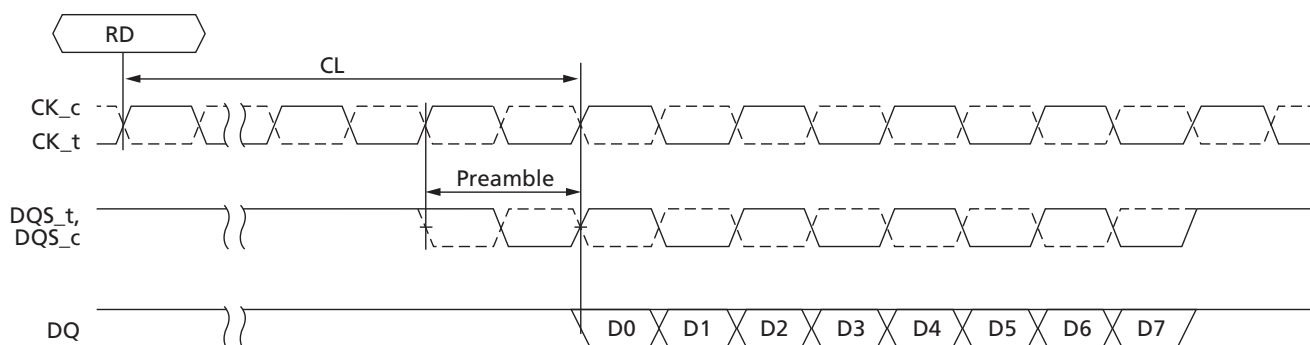 RD
CL
CK_c
CK_t
Preamble
DQS_t,
DQS_c
DQ D0 D1 D2 D3 D4 D5 D6 D7